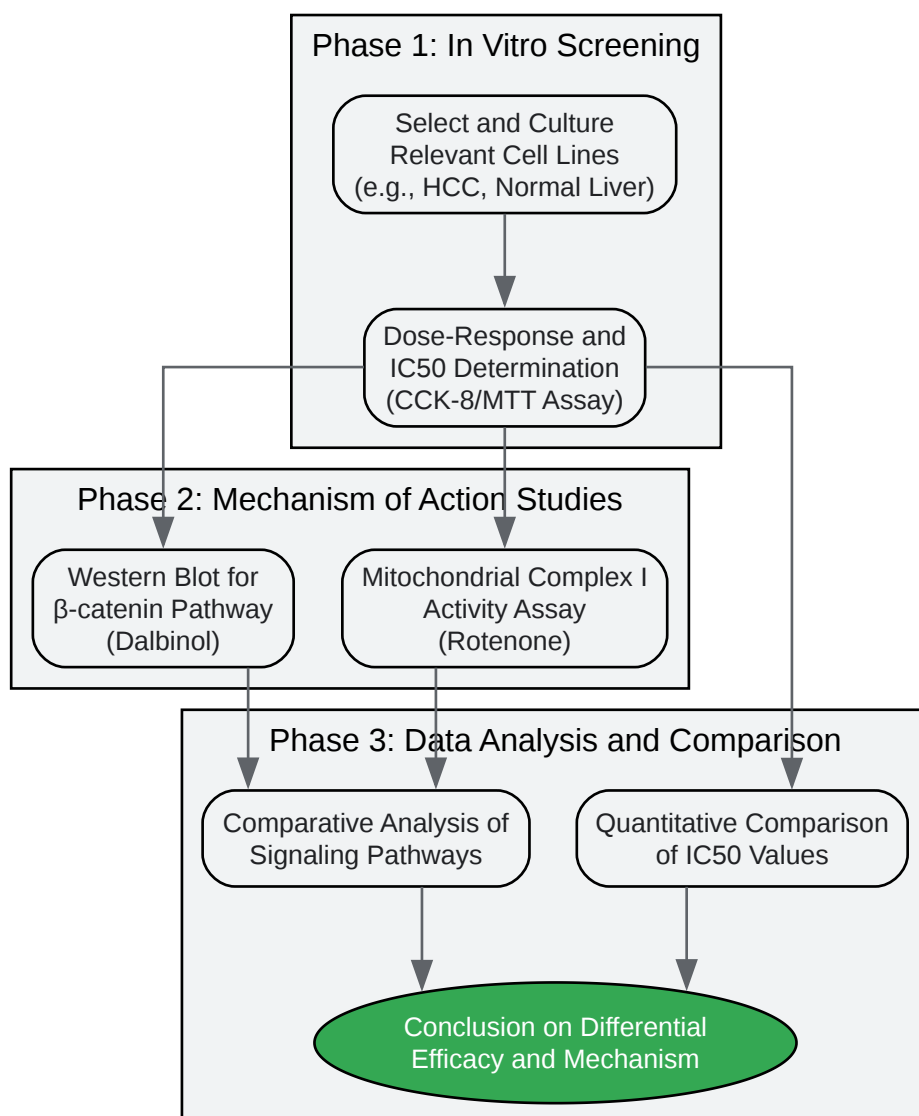 Phase 1: In Vitro Screening
Select and Culture
Relevant Cell Lines
(e.g., HCC, Normal Liver)
Dose-Response and
IC50 Determination
(CCK-8/MTT Assay)
Phase 2: Mechanism of Action Studies
Western Blot for
β-catenin Pathway
(Dalbinol)
Mitochondrial Complex I
Activity Assay
(Rotenone)
Phase 3: Data Analysis and Comparison
Comparative Analysis of
Signaling Pathways
Quantitative Comparison
of IC50 Values
Conclusion on Differential
Efficacy and Mechanism